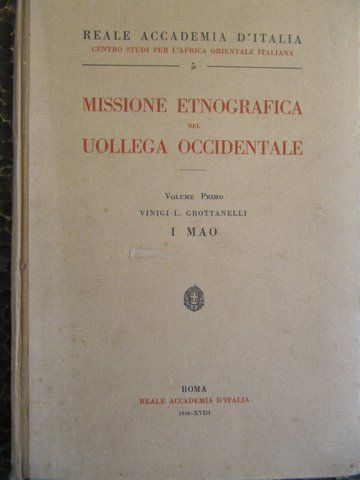 REALE ACCADEMIA D'ITALIA
CENTRO STUDI PER L'AFRICA ORIENTALE ITALIANA
5
MISSIONE ETNOGRAFICA
NEL
UOLLEGA OCCIDENTALE
VOLUME PRIMO
VINIGI L. GROTTANELLI
I MAO
ROMA
REALE ACCADEMIA D'ITALIA
1940-XVIII